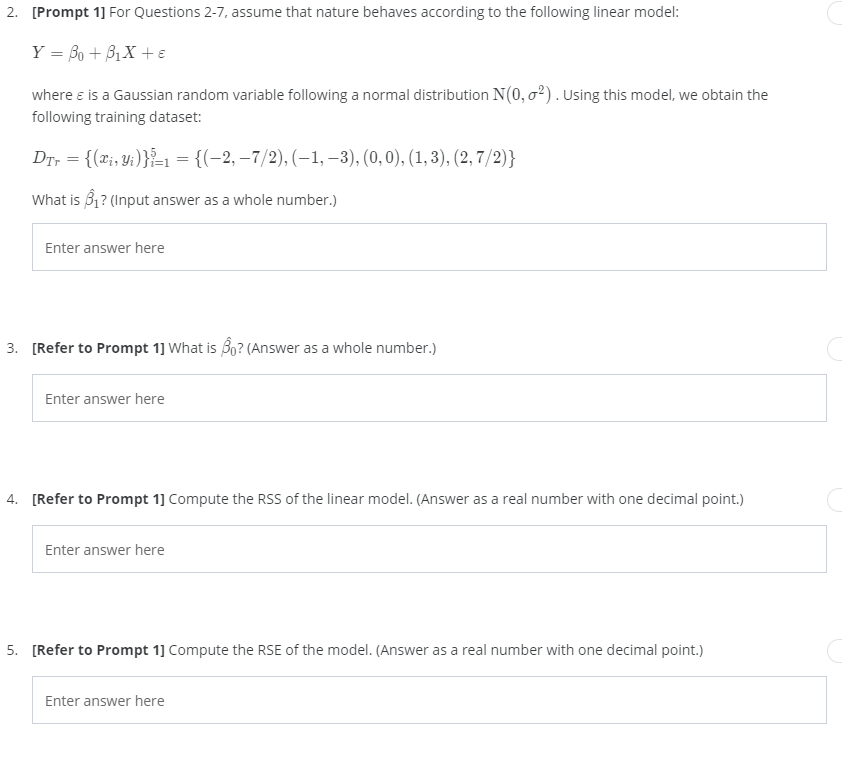 2. [Prompt 1] For Questions 2-7, assume that nature behaves according to the following linear model:
Y = β₀ + β₁X + ε
where ε is a Gaussian random variable following a normal distribution N(0, σ²) . Using this model, we obtain the
following training dataset:
D_Tr = {(xᵢ, yᵢ)}⁵ᵢ₌₁ = {(−2, −7/2), (−1, −3), (0, 0), (1, 3), (2, 7/2)}
What is β̂₁? (Input answer as a whole number.)
Enter answer here
3. [Refer to Prompt 1] What is β̂₀? (Answer as a whole number.)
Enter answer here
4. [Refer to Prompt 1] Compute the RSS of the linear model. (Answer as a real number with one decimal point.)
Enter answer here
5. [Refer to Prompt 1] Compute the RSE of the model. (Answer as a real number with one decimal point.)
Enter answer here